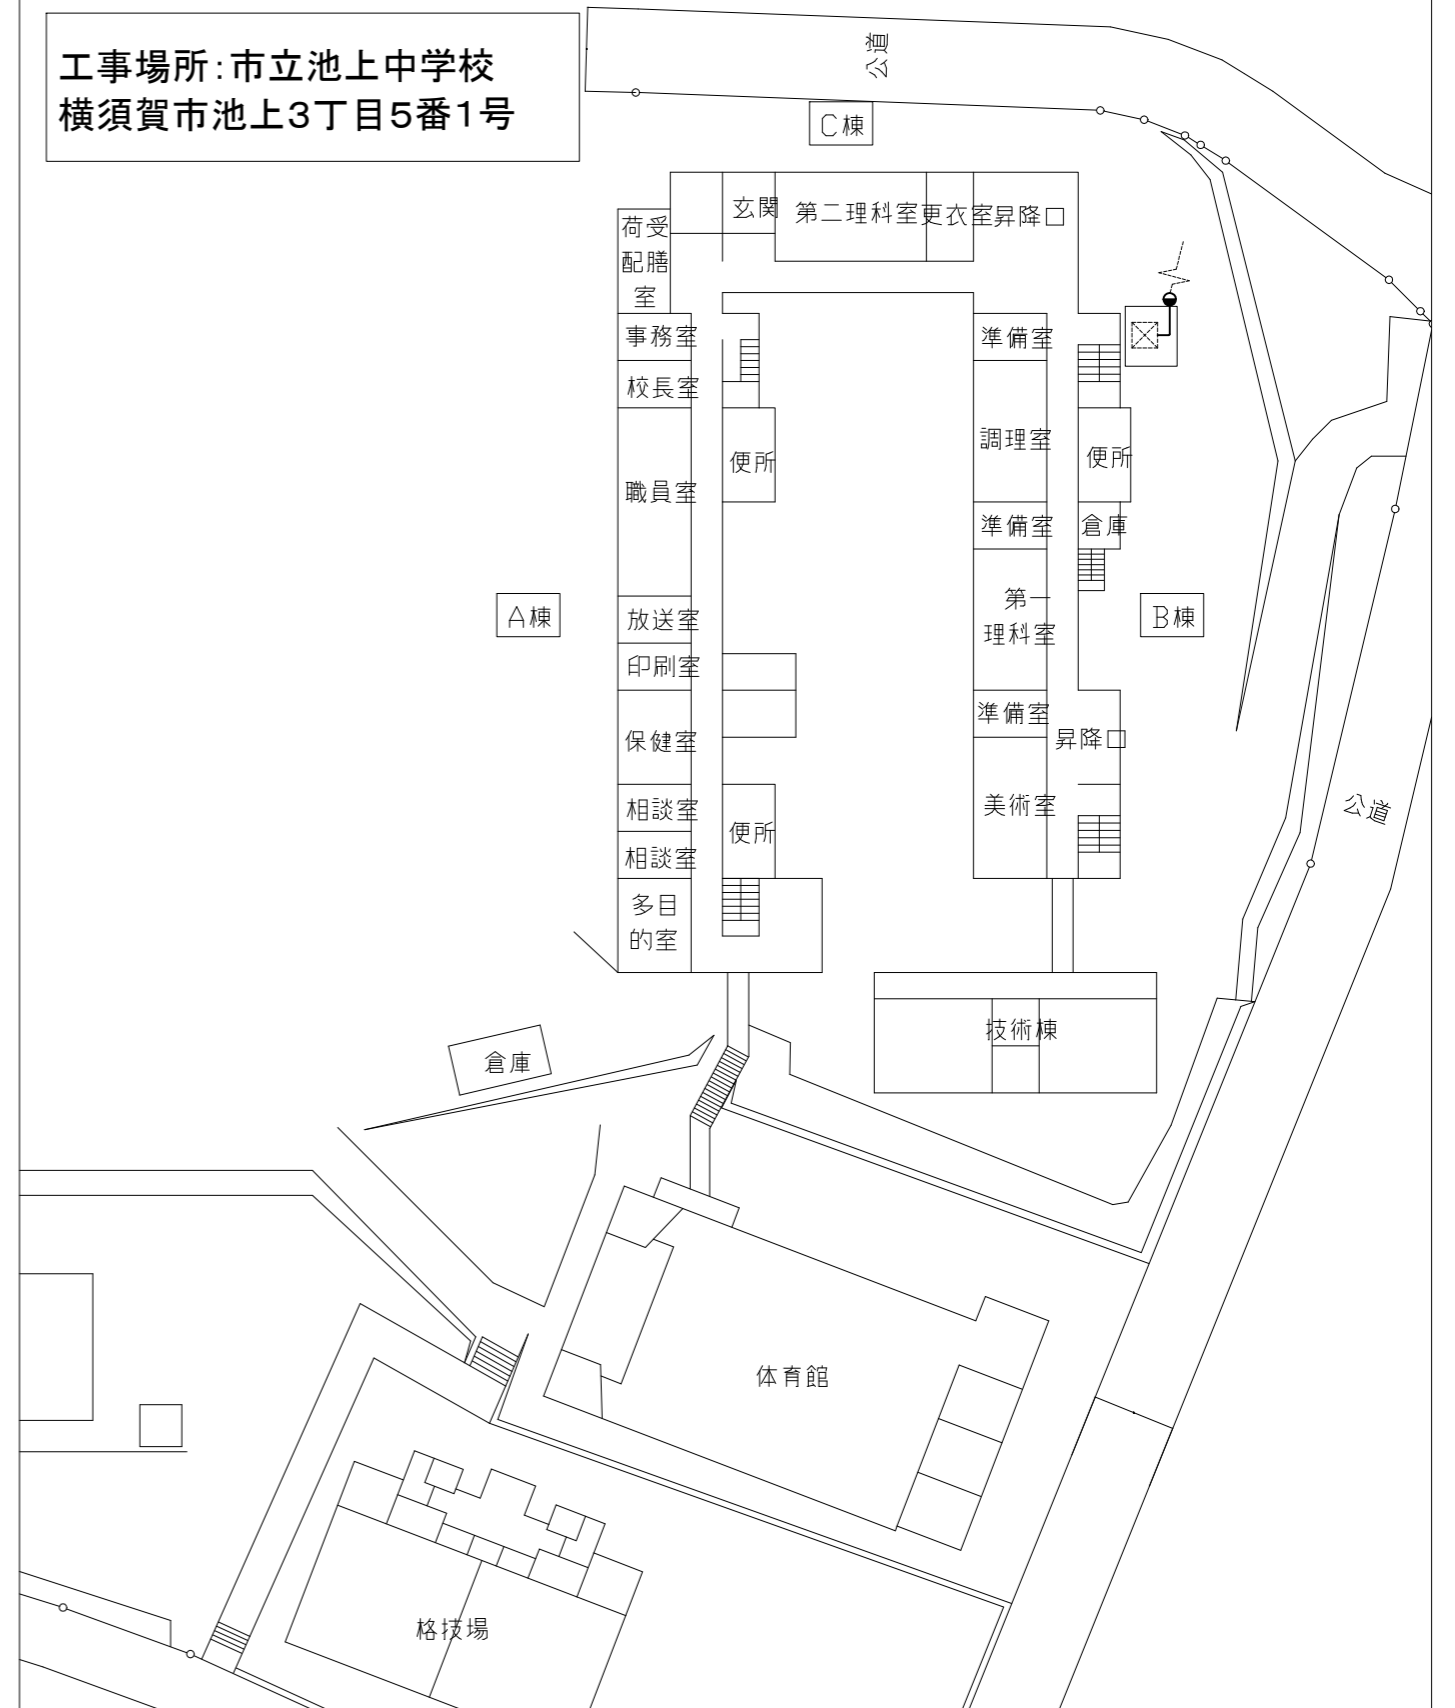 工事場所:市立池上中学校
横須賀市池上3丁目5番1号
公道
C棟
玄関
第二理科室
更衣室
昇降口
荷受
配膳
室
事務室
校長室
職員室
便所
準備室
調理室
便所
準備室
倉庫
A棟
放送室
印刷室
保健室
第一
理科室
B棟
準備室
昇降口
相談室
相談室
便所
美術室
公道
多目
的室
技術棟
倉庫
体育館
格技場